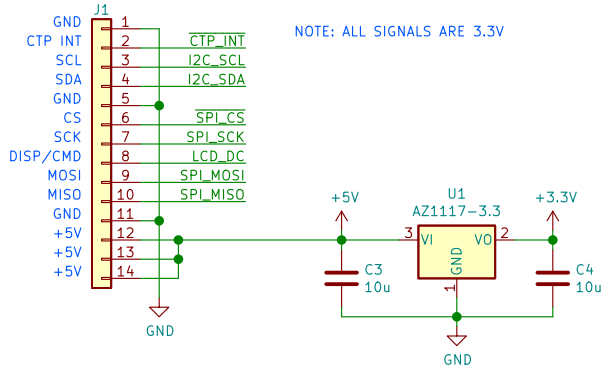 J1
NOTE: ALL SIGNALS ARE 3.3V
GND 1
CTP INT 2 CTP_INT
SCL 3 I2C_SCL
SDA 4 I2C_SDA
GND 5
CS 6 SPI_CS
SCK 7 SPI_SCK
DISP/CMD 8 LCD_DC
MOSI 9 SPI_MOSI
MISO 10 SPI_MISO
GND 11
+5V 12
+5V 13
+5V 14
GND
+5V
U1
AZ1117-3.3
+3.3V
3 VI VO 2
GND
1
C3
10u
C4
10u
GND